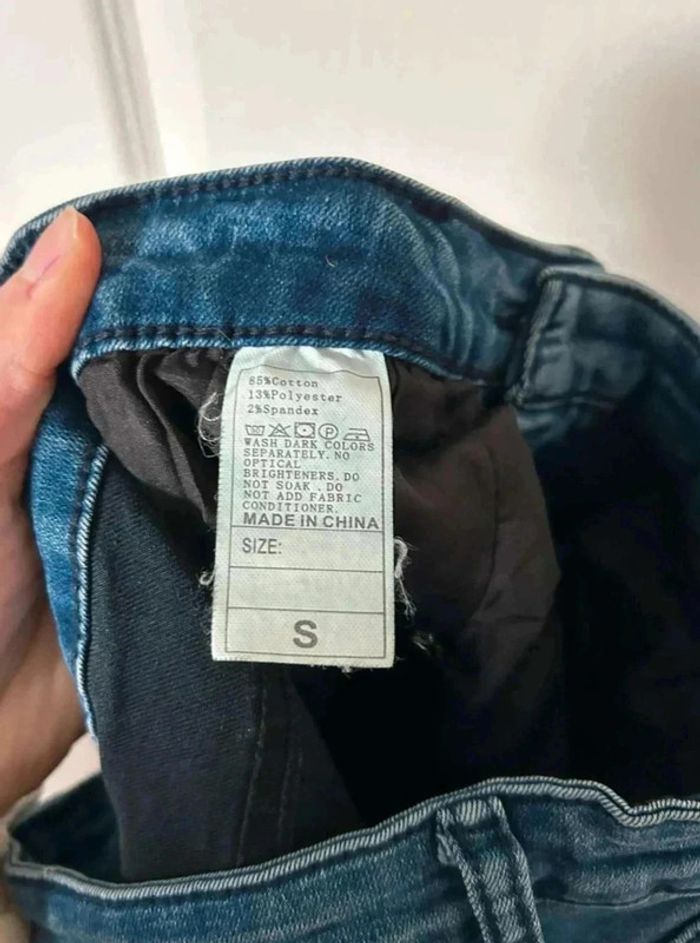 85%Cotton
13%Polyester
2%Spandex
WASH DARK COLORS
SEPARATELY. NO
OPTICAL
BRIGHTENERS. DO
NOT SOAK . DO
NOT ADD FABRIC
CONDITIONER.
MADE IN CHINA
SIZE:
S